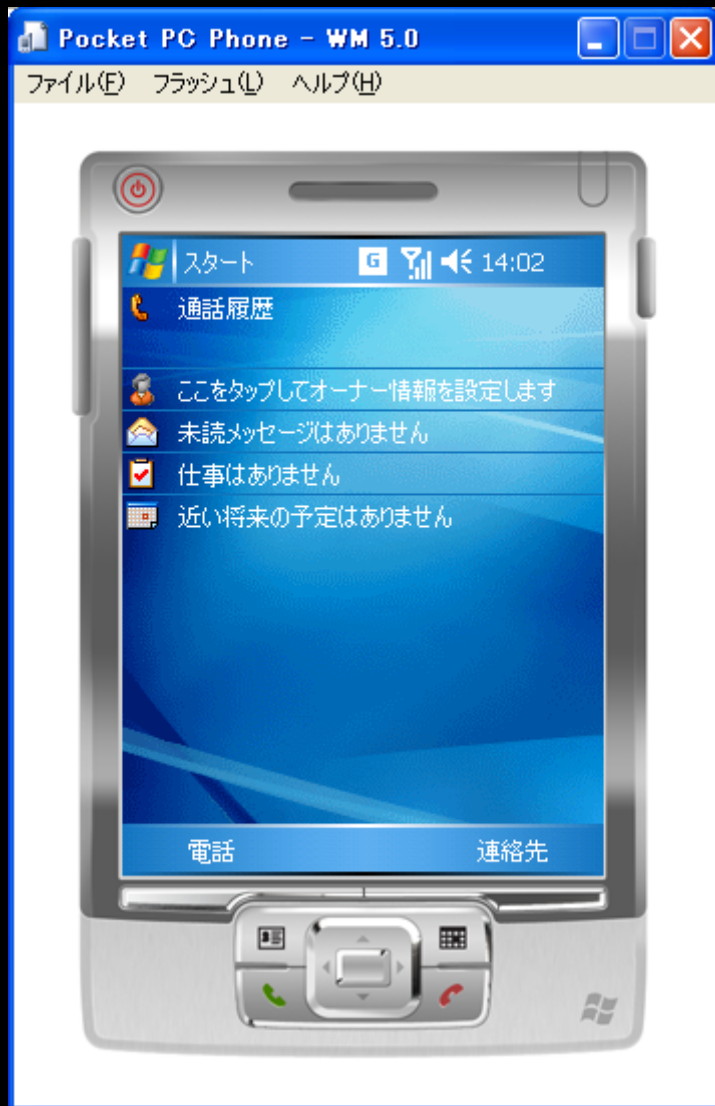 Pocket PC Phone - WM 5.0
ファイル(F) フラッシュ(L) ヘルプ(H)
スタート G 14:02
通話履歴
ここをタップしてオーナー情報を設定します
未読メッセージはありません
仕事はありません
近い将来の予定はありません
電話 連絡先